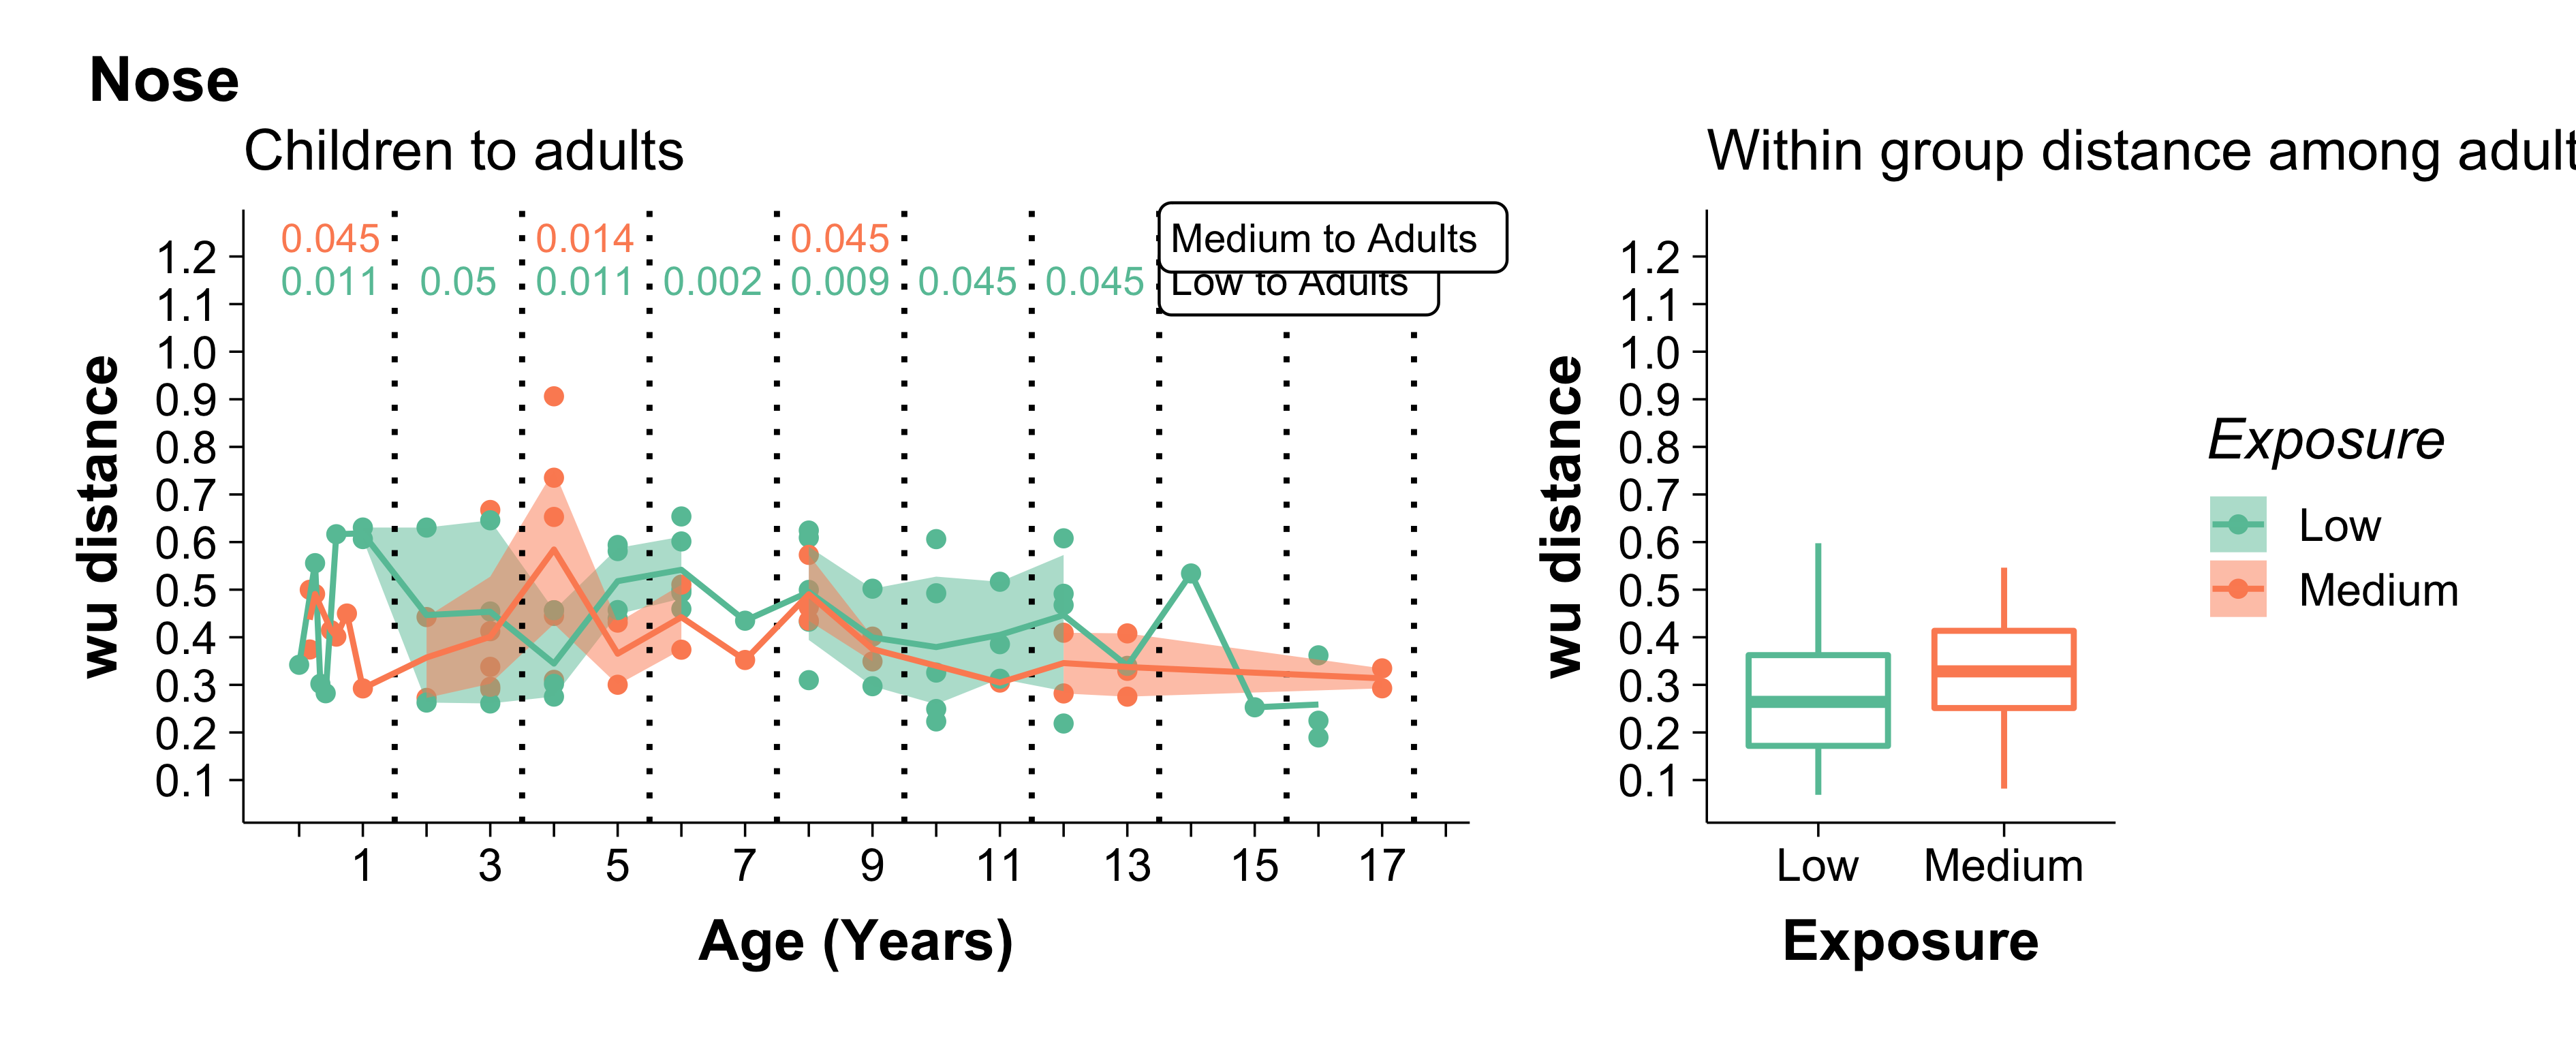 Nose
Children to adults
0.045 0.014 0.045 Medium to Adults
0.011 0.05 0.011 0.002 0.009 0.045 0.045 Low to Adults
1.2
1.1
1.0
0.9
0.8
0.7
0.6
0.5
0.4
0.3
0.2
0.1
wu distance
1 3 5 7 9 11 13 15 17
Age (Years)
Within group distance among adult
1.2
1.1
1.0
0.9
0.8
0.7
0.6
0.5
0.4
0.3
0.2
0.1
wu distance
Low Medium
Exposure
Exposure
Low
Medium